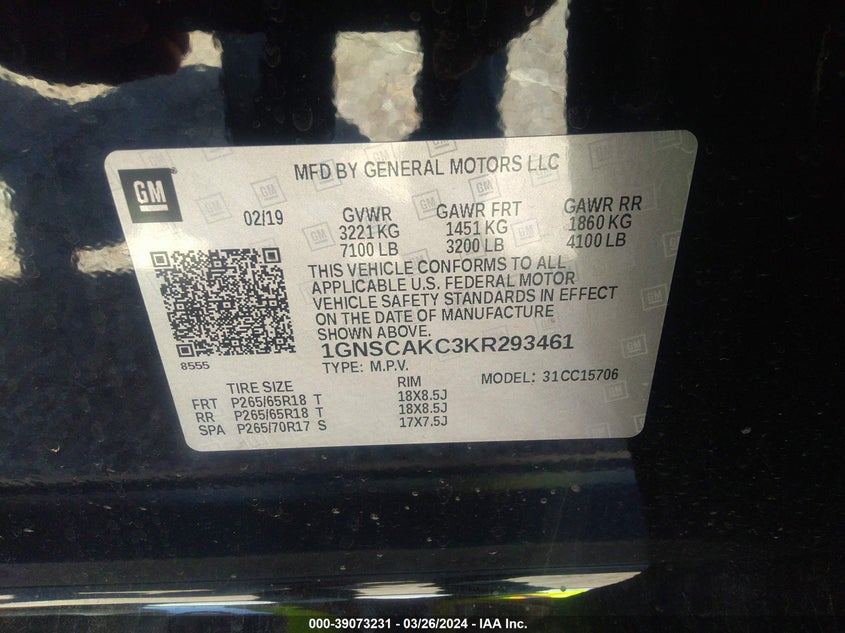 GM
MFD BY GENERAL MOTORS LLC
02/19 GVWR GAWR FRT GAWR RR
3221 KG 1451 KG 1860 KG
7100 LB 3200 LB 4100 LB
THIS VEHICLE CONFORMS TO ALL
APPLICABLE U.S. FEDERAL MOTOR
VEHICLE SAFETY STANDARDS IN EFFECT
ON THE DATE OF MANUFACTURE
SHOWN ABOVE.
8555
1GNSCAKC3KR293461
TYPE: M.P.V. MODEL: 31CC15706
TIRE SIZE RIM
FRT P265/65R18 T 18X8.5J
RR P265/65R18 T 18X8.5J
SPA P265/70R17 S 17X7.5J
000-39073231 - 03/26/2024 - IAA Inc.